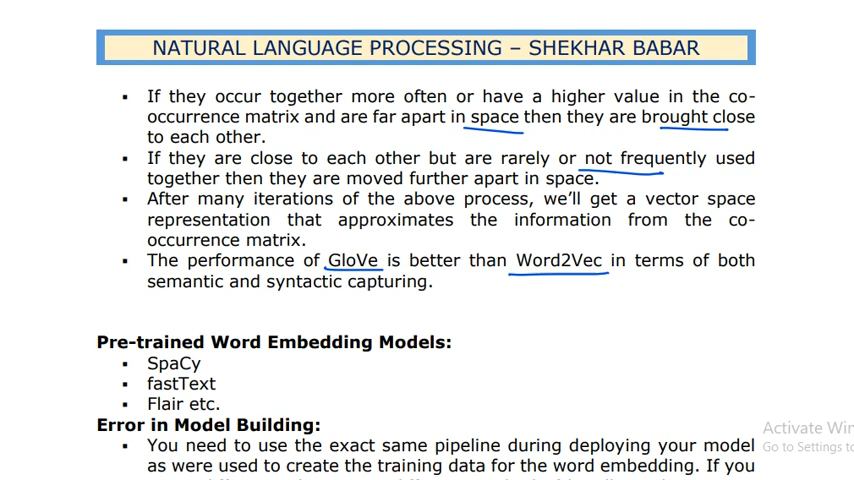 NATURAL LANGUAGE PROCESSING – SHEKHAR BABAR
▪ If they occur together more often or have a higher value in the co-
occurrence matrix and are far apart in space then they are brought close
to each other.
▪ If they are close to each other but are rarely or not frequently used
together then they are moved further apart in space.
▪ After many iterations of the above process, we’ll get a vector space
representation that approximates the information from the co-
occurrence matrix.
▪ The performance of GloVe is better than Word2Vec in terms of both
semantic and syntactic capturing.
Pre-trained Word Embedding Models:
▪ SpaCy
▪ fastText
▪ Flair etc.
Error in Model Building:
▪ You need to use the exact same pipeline during deploying your model
as were used to create the training data for the word embedding. If you
Activate Win
Go to Settings to